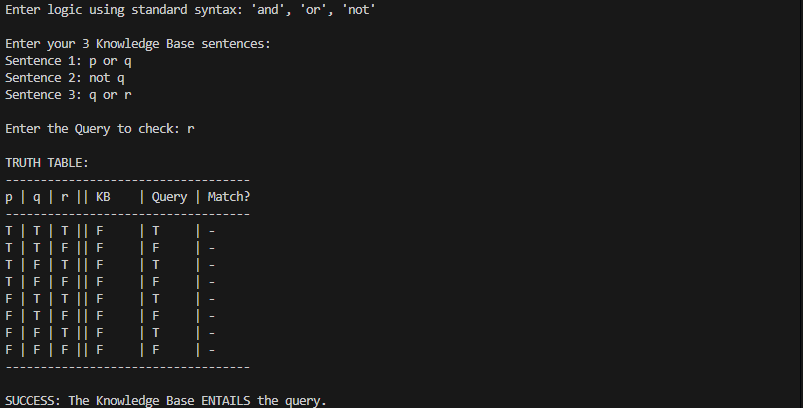 Enter logic using standard syntax: 'and', 'or', 'not'
Enter your 3 Knowledge Base sentences:
Sentence 1: p or q
Sentence 2: not q
Sentence 3: q or r
Enter the Query to check: r
TRUTH TABLE:
-----------------------------------
p | q | r || KB    | Query | Match?
-----------------------------------
T | T | T || F     | T     | -
T | T | F || F     | F     | -
T | F | T || F     | T     | -
T | F | F || F     | F     | -
F | T | T || F     | T     | -
F | T | F || F     | F     | -
F | F | T || F     | T     | -
F | F | F || F     | F     | -
-----------------------------------
SUCCESS: The Knowledge Base ENTAILS the query.